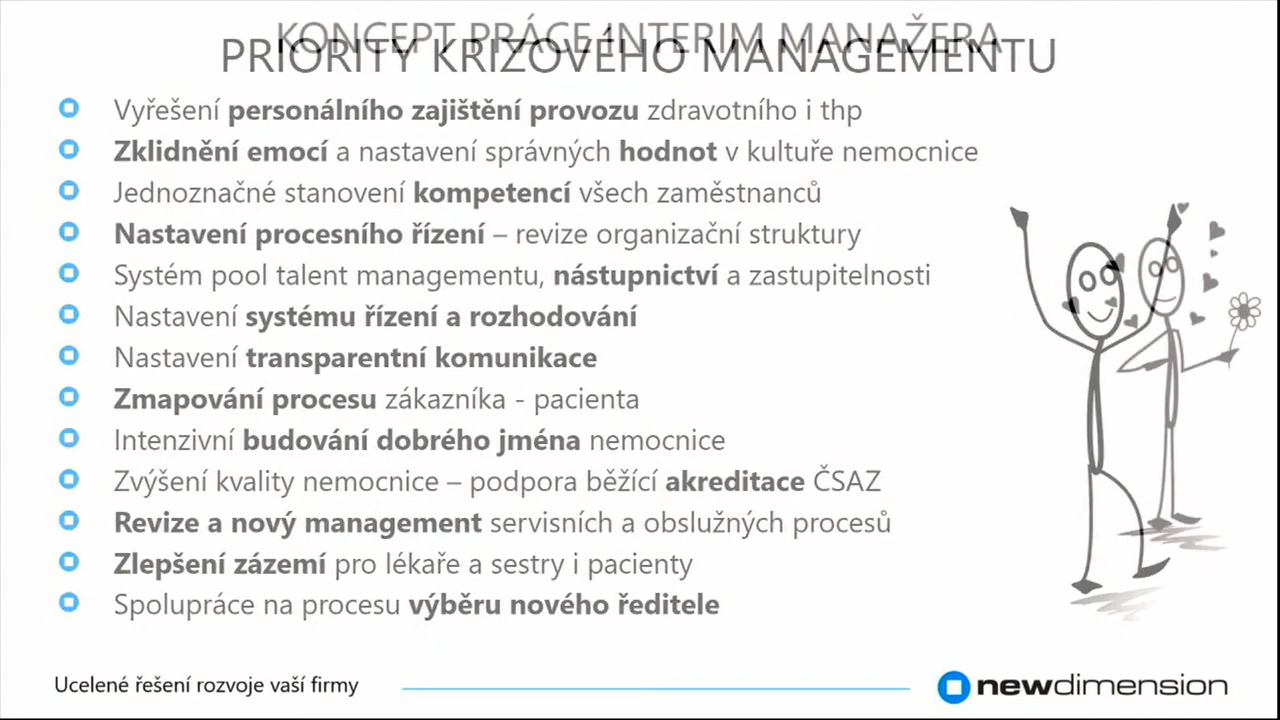 KONCEPT PRÁCE INTERIM MANAŽERA
PRIORITY KRIZOVÉHO MANAGEMENTU
Vyřešení personálního zajištění provozu zdravotního i thp
Zklidnění emocí a nastavení správných hodnot v kultuře nemocnice
Jednoznačné stanovení kompetencí všech zaměstnanců
Nastavení procesního řízení – revize organizační struktury
Systém pool talent managementu, nástupnictví a zastupitelnosti
Nastavení systému řízení a rozhodování
Nastavení transparentní komunikace
Zmapování procesu zákazníka - pacienta
Intenzivní budování dobrého jména nemocnice
Zvýšení kvality nemocnice – podpora běžící akreditace ČSAZ
Revize a nový management servisních a obslužných procesů
Zlepšení zázemí pro lékaře a sestry i pacienty
Spolupráce na procesu výběru nového ředitele
Ucelené řešení rozvoje vaší firmy
newdimension